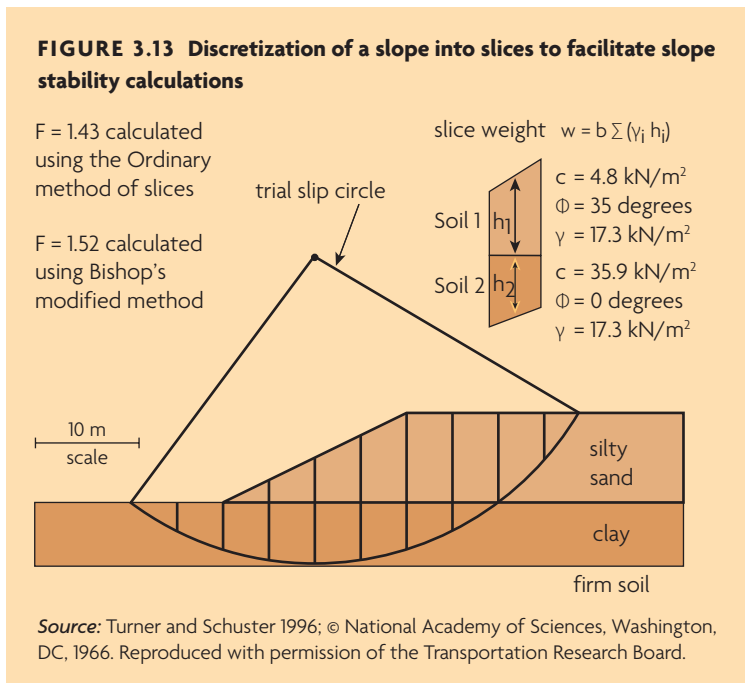 FIGURE 3.13 Discretization of a slope into slices to facilitate slope
stability calculations
F = 1.43 calculated
using the Ordinary
method of slices
F = 1.52 calculated
using Bishop's
modified method
trial slip circle
slice weight w = b Σ (γi hi)
Soil 1
h1
c = 4.8 kN/m²
Φ = 35 degrees
γ = 17.3 kN/m²
Soil 2
h2
c = 35.9 kN/m²
Φ = 0 degrees
γ = 17.3 kN/m²
10 m
scale
silty
sand
clay
firm soil
Source: Turner and Schuster 1996; © National Academy of Sciences, Washington,
DC, 1966. Reproduced with permission of the Transportation Research Board.